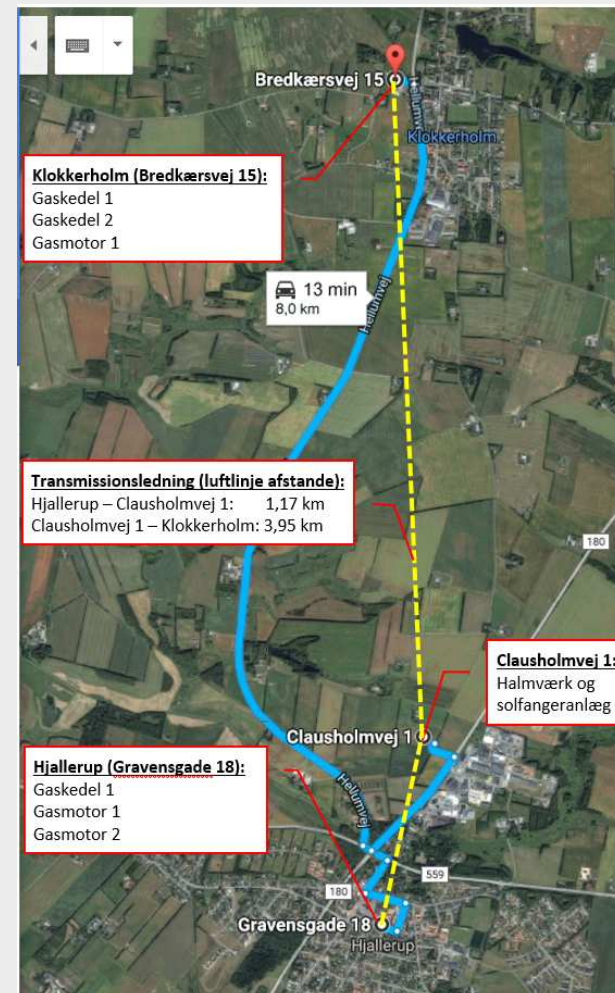 Bredkærsvej 15
Hellumvej
Klokkerholm
Klokkerholm (Bredkærsvej 15):
Gaskedel 1
Gaskedel 2
Gasmotor 1
13 min
8,0 km
Hellumvej
Transmissionsledning (luftlinje afstande):
Hjallerup – Clausholmvej 1: 1,17 km
Clausholmvej 1 – Klokkerholm: 3,95 km
180
Clausholmvej 1:
Halmværk og
solfangeranlæg
Clausholmvej 1
Hjallerup (Gravensgade 18):
Gaskedel 1
Gasmotor 1
Gasmotor 2
Hellumvej
559
180
Gravensgade 18
Hjallerup